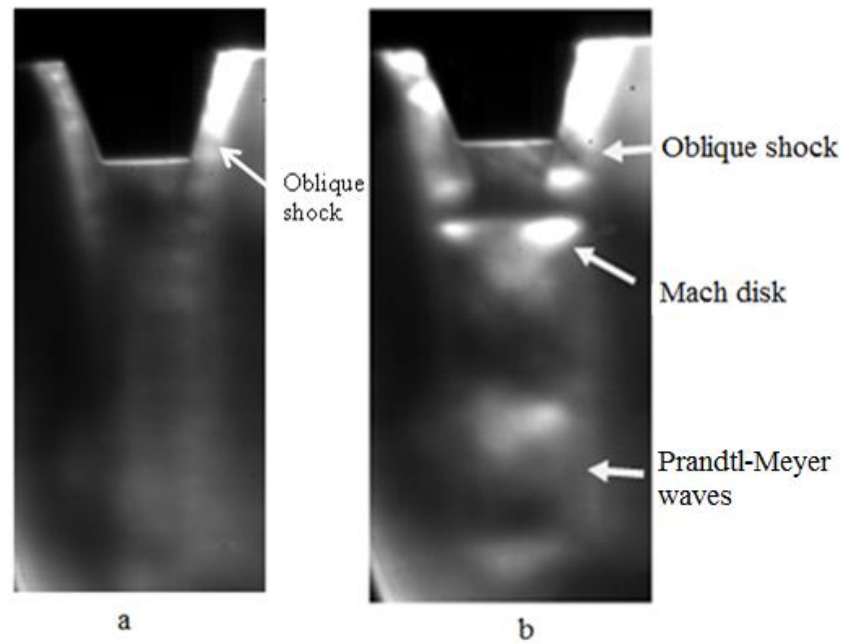 Oblique
shock
Oblique shock
Mach disk
Prandtl-Meyer
waves
a
b